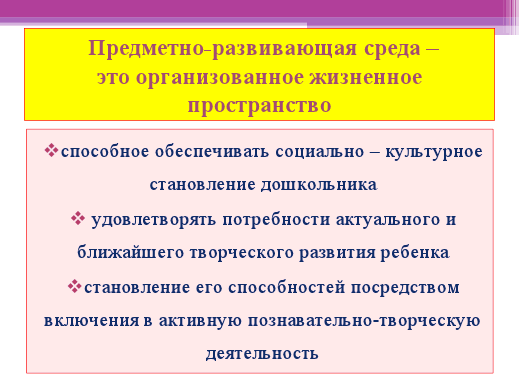 Предметно-развивающая среда –
это организованное жизненное
пространство
❖способное обеспечивать социально – культурное
становление дошкольника
❖ удовлетворять потребности актуального и
ближайшего творческого развития ребенка
❖становление его способностей посредством
включения в активную познавательно-творческую
деятельность